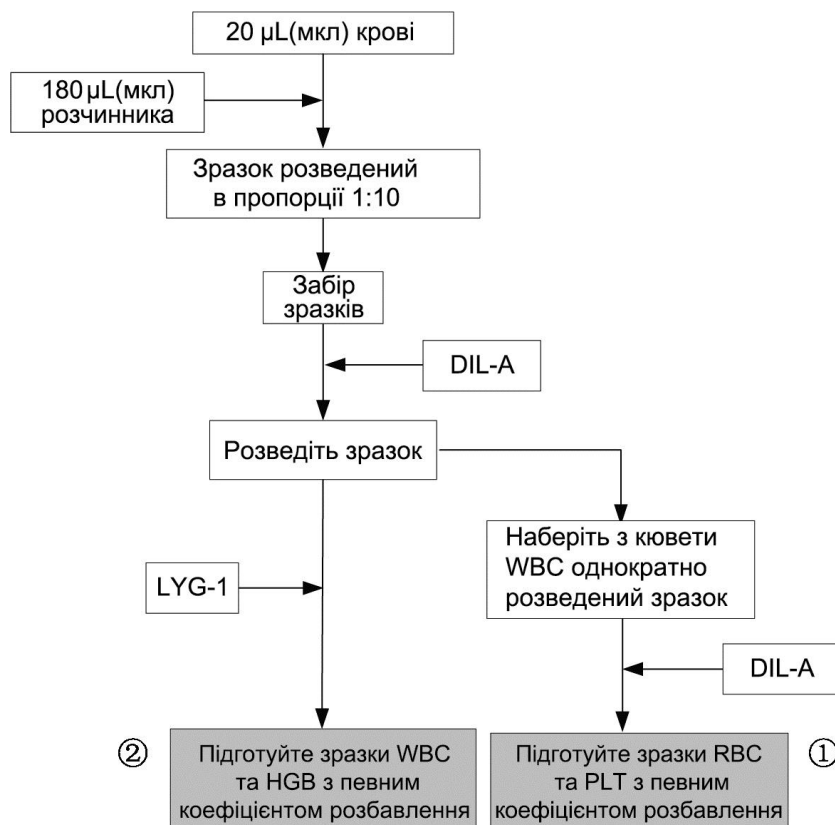 20 µL(мкл) крові
180 µL(мкл)
розчинника
Зразок розведений
в пропорції 1:10
Забір
зразків
DIL-A
Розведіть зразок
Наберіть з кювети
WBC однократно
розведений зразок
LYG-1
DIL-A
②
Підготуйте зразки WBC
та HGB з певним
коефіцієнтом розбавлення
Підготуйте зразки RBC
та PLT з певним
коефіцієнтом розбавлення
①